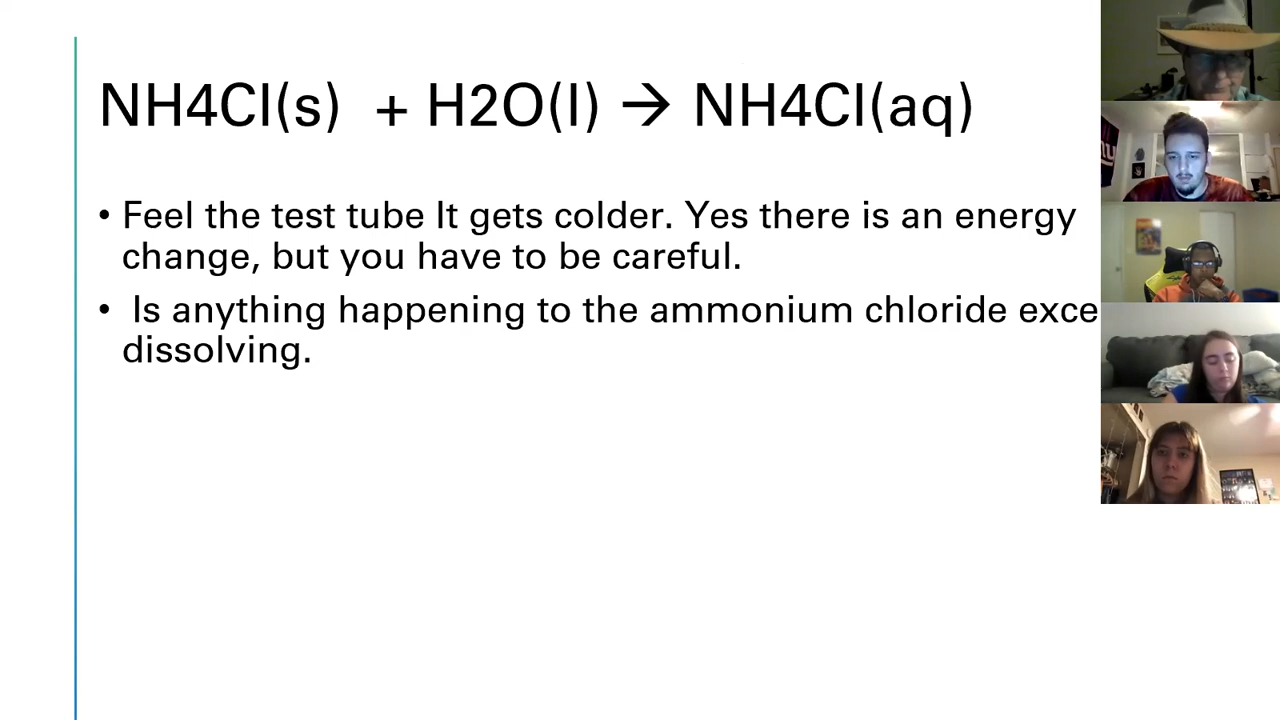 NH4Cl(s) + H2O(l) → NH4Cl(aq)
• Feel the test tube It gets colder. Yes there is an energy
change, but you have to be careful.
• Is anything happening to the ammonium chloride exce
dissolving.